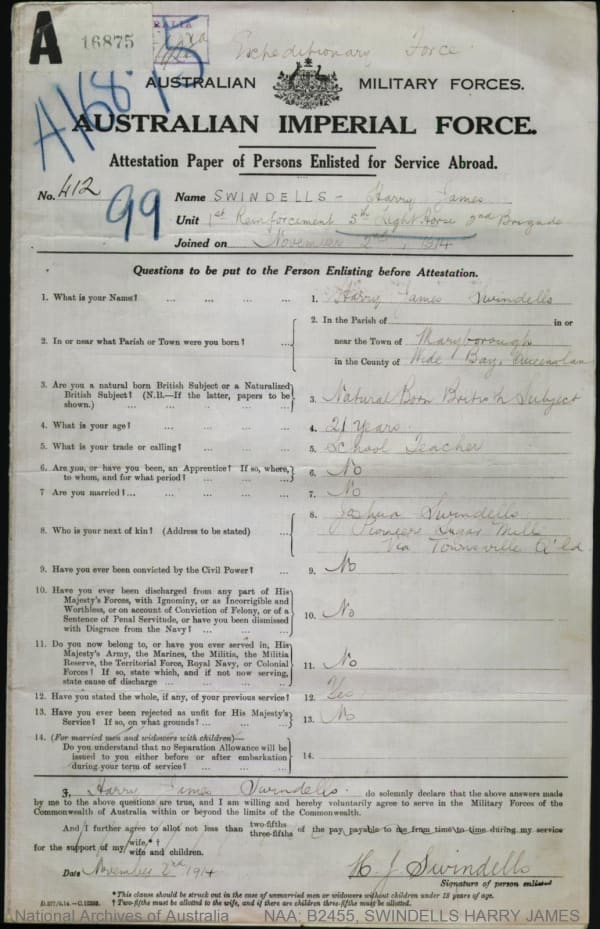 A
16875
A16875
Expeditionary Force
AUSTRALIAN MILITARY FORCES.
AUSTRALIAN IMPERIAL FORCE.
Attestation Paper of Persons Enlisted for Service Abroad.
No. 412
99
Name SWINDELLS - Harry James
Unit 1st Reinforcement 5th Light Horse 2nd Brigade
Joined on November 2nd, 1914
Questions to be put to the Person Enlisting before Attestation.
1. What is your Name? ... ... ... ... 1. Harry James Swindells
2. In or near what Parish or Town were you born? ... 2. In the Parish of in or
near the Town of Maryborough
in the County of Wide Bay, Queensland
3. Are you a natural born British Subject or a Naturalized
British Subject? (N.B.—If the latter, papers to be
shown.) ... ... ... ... 3. Natural Born British Subject
4. What is your age? ... ... ... ... 4. 21 Years
5. What is your trade or calling? ... ... ... 5. School Teacher
6. Are you, or have you been, an Apprentice? If so, where,
to whom, and for what period? ... ... ... 6. No
7 Are you married?... ... ... ... ... 7. No
8. Who is your next of kin? (Address to be stated) ... 8. Joshua Swindells
Pioneer Sugar Mill
Via Townsville Q'ld
9. Have you ever been convicted by the Civil Power? ... 9. No
10. Have you ever been discharged from any part of His
Majesty's Forces, with Ignominy, or as Incorrigible and
Worthless, or on account of Conviction of Felony, or of a
Sentence of Penal Servitude, or have you been dismissed
with Disgrace from the Navy? ... ... ... 10. No
11. Do you now belong to, or have you ever served in, His
Majesty's Army, the Marines, the Militia, the Militia
Reserve, the Territorial Force, Royal Navy, or Colonial
Forces? If so, state which, and if not now serving,
state cause of discharge ... ... ... ... 11. No
12. Have you stated the whole, if any, of your previous service? 12. Yes
13. Have you ever been rejected as unfit for His Majesty's
Service? If so, on what grounds? ... ... ... 13. No
14. (For married men and widowers with children)—
Do you understand that no Separation Allowance will be
issued to you either before or after embarkation
during your term of service? ... ... ... 14.
I, Harry James Swindells do solemnly declare that the above answers made
by me to the above questions are true, and I am willing and hereby voluntarily agree to serve in the Military Forces of the
Commonwealth of Australia within or beyond the limits of the Commonwealth.
And I further agree to allot not less than two-fifths three-fifths of the pay payable to me from time to time during my service
for the support of my wife,*† wife and children.
Date November 2nd 1914
H. J. Swindells
Signature of person enlisted
*This clause should be struck out in the case of unmarried men or widowers without children under 18 years of age.
† Two-fifths must be allotted to the wife, and if there are children three-fifths must be allotted.
National Archives of Australia NAA: B2455, SWINDELLS HARRY JAMES